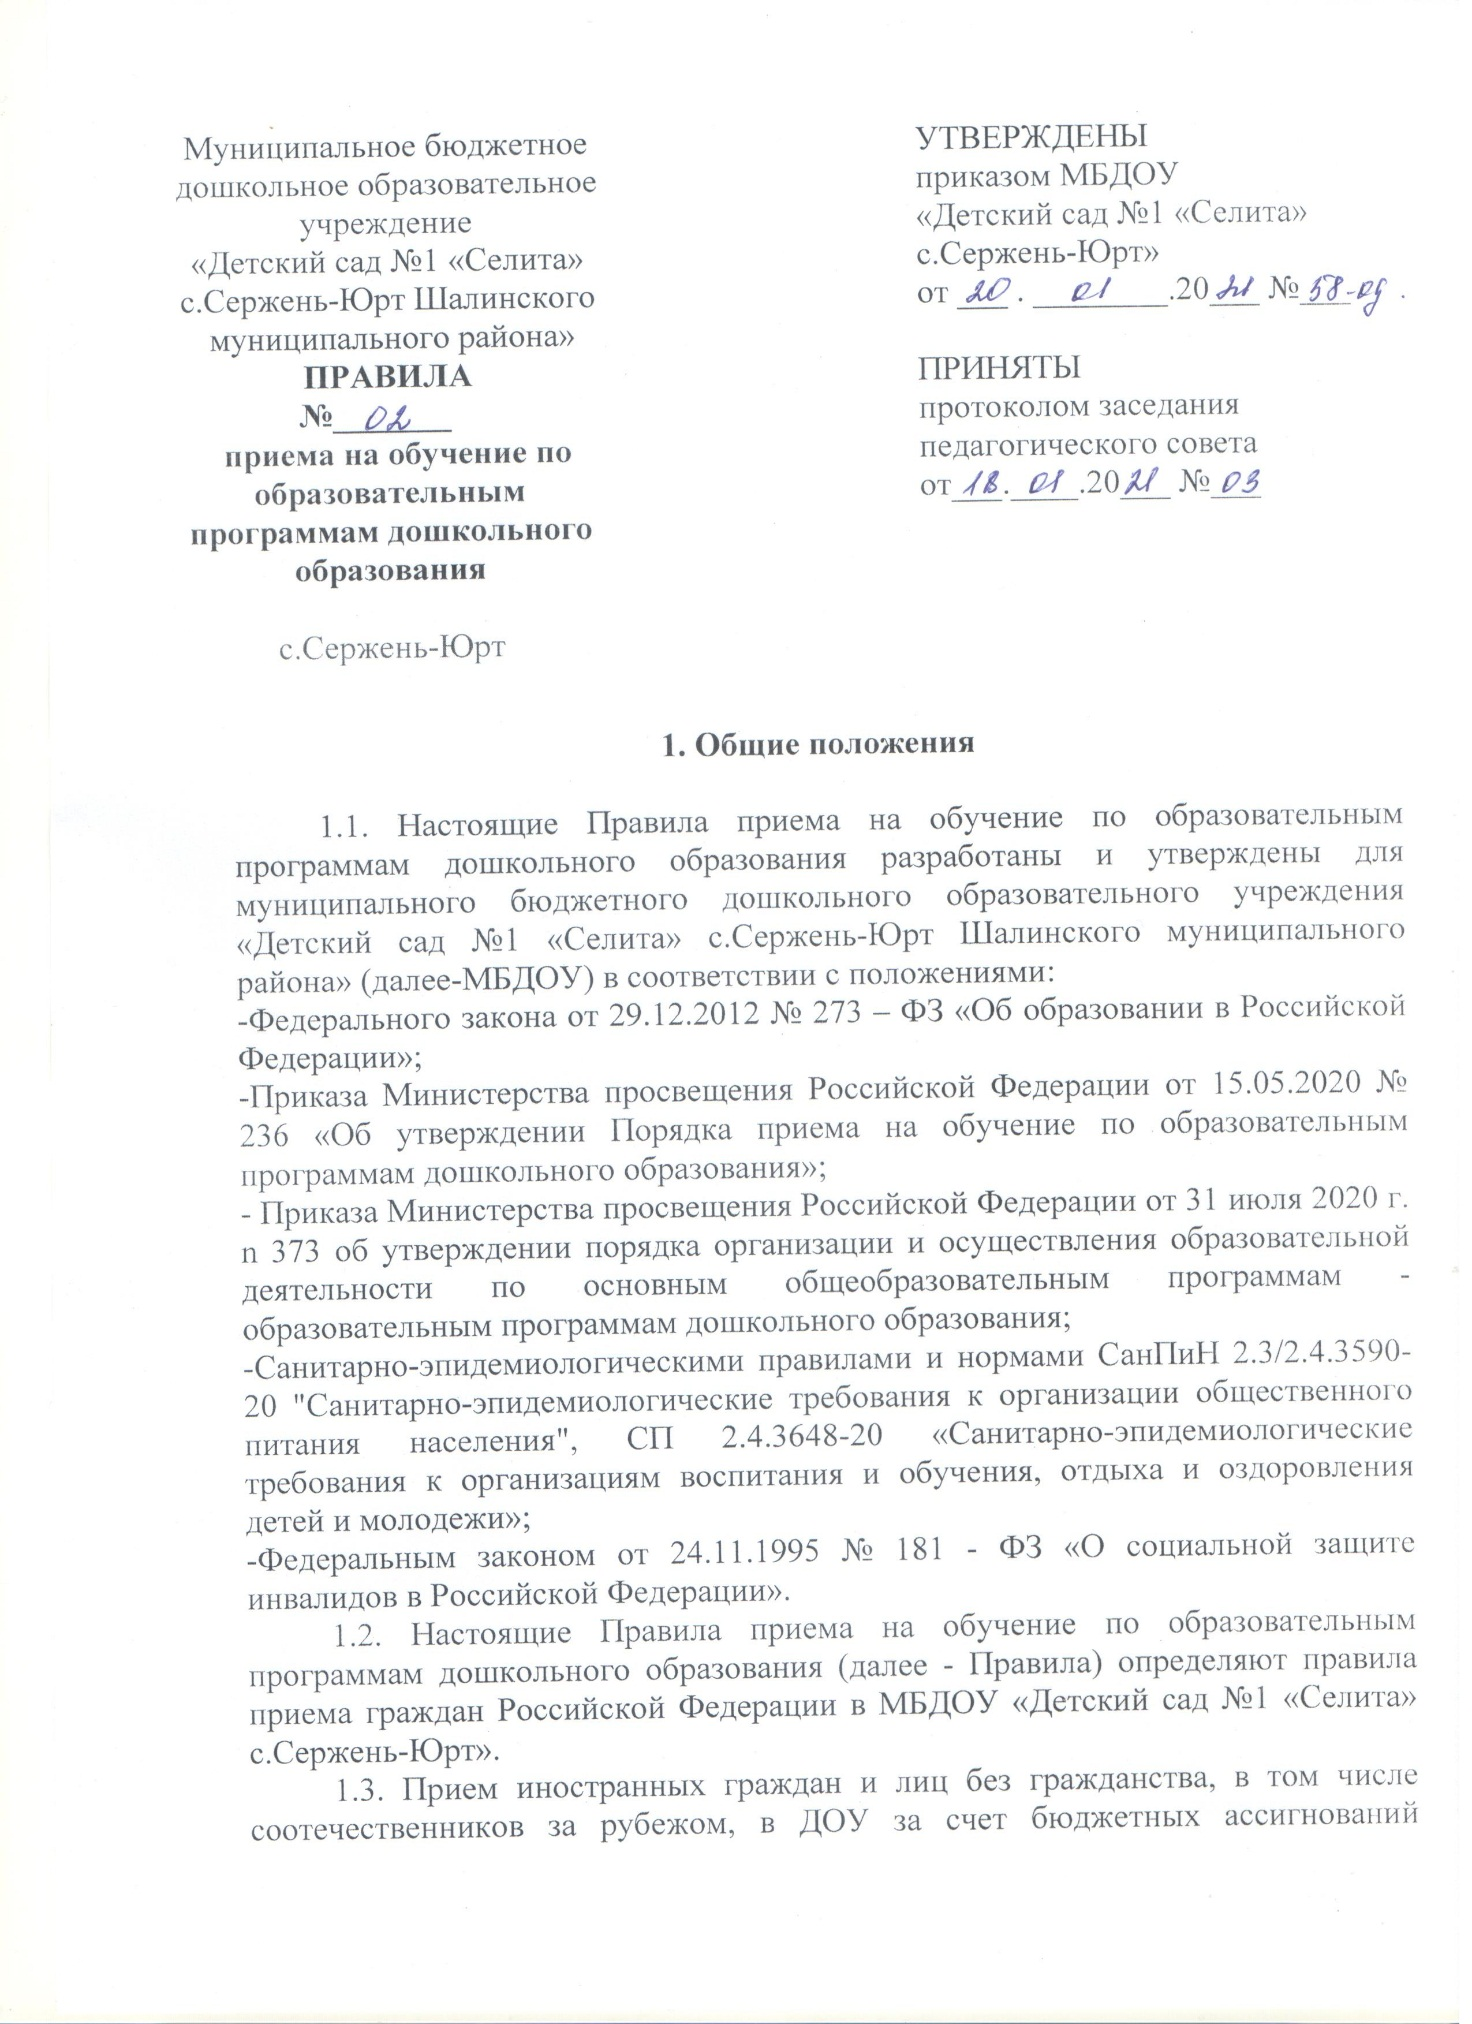 Муниципальное бюджетное
дошкольное образовательное
учреждение
«Детский сад №1 «Селита»
с.Сержень-Юрт Шалинского
муниципального района»
ПРАВИЛА
№ 02
приема на обучение по
образовательным
программам дошкольного
образования
с.Сержень-Юрт
УТВЕРЖДЕНЫ
приказом МБДОУ
«Детский сад №1 «Селита»
с.Сержень-Юрт»
от 20 . 01 .2021 № 58-од .
ПРИНЯТЫ
протоколом заседания
педагогического совета
от 18. 01 .2021 № 03
1. Общие положения
1.1. Настоящие Правила приема на обучение по образовательным
программам дошкольного образования разработаны и утверждены для
муниципального бюджетного дошкольного образовательного учреждения
«Детский сад №1 «Селита» с.Сержень-Юрт Шалинского муниципального
района» (далее-МБДОУ) в соответствии с положениями:
-Федерального закона от 29.12.2012 № 273 – ФЗ «Об образовании в Российской
Федерации»;
-Приказа Министерства просвещения Российской Федерации от 15.05.2020 №
236 «Об утверждении Порядка приема на обучение по образовательным
программам дошкольного образования»;
- Приказа Министерства просвещения Российской Федерации от 31 июля 2020 г.
n 373 об утверждении порядка организации и осуществления образовательной
деятельности по основным общеобразовательным программам -
образовательным программам дошкольного образования;
-Санитарно-эпидемиологическими правилами и нормами СанПиН 2.3/2.4.3590-
20 "Санитарно-эпидемиологические требования к организации общественного
питания населения", СП 2.4.3648-20 «Санитарно-эпидемиологические
требования к организациям воспитания и обучения, отдыха и оздоровления
детей и молодежи»;
-Федеральным законом от 24.11.1995 № 181 - ФЗ «О социальной защите
инвалидов в Российской Федерации».
1.2. Настоящие Правила приема на обучение по образовательным
программам дошкольного образования (далее - Правила) определяют правила
приема граждан Российской Федерации в МБДОУ «Детский сад №1 «Селита»
с.Сержень-Юрт».
1.3. Прием иностранных граждан и лиц без гражданства, в том числе
соотечественников за рубежом, в ДОУ за счет бюджетных ассигнований